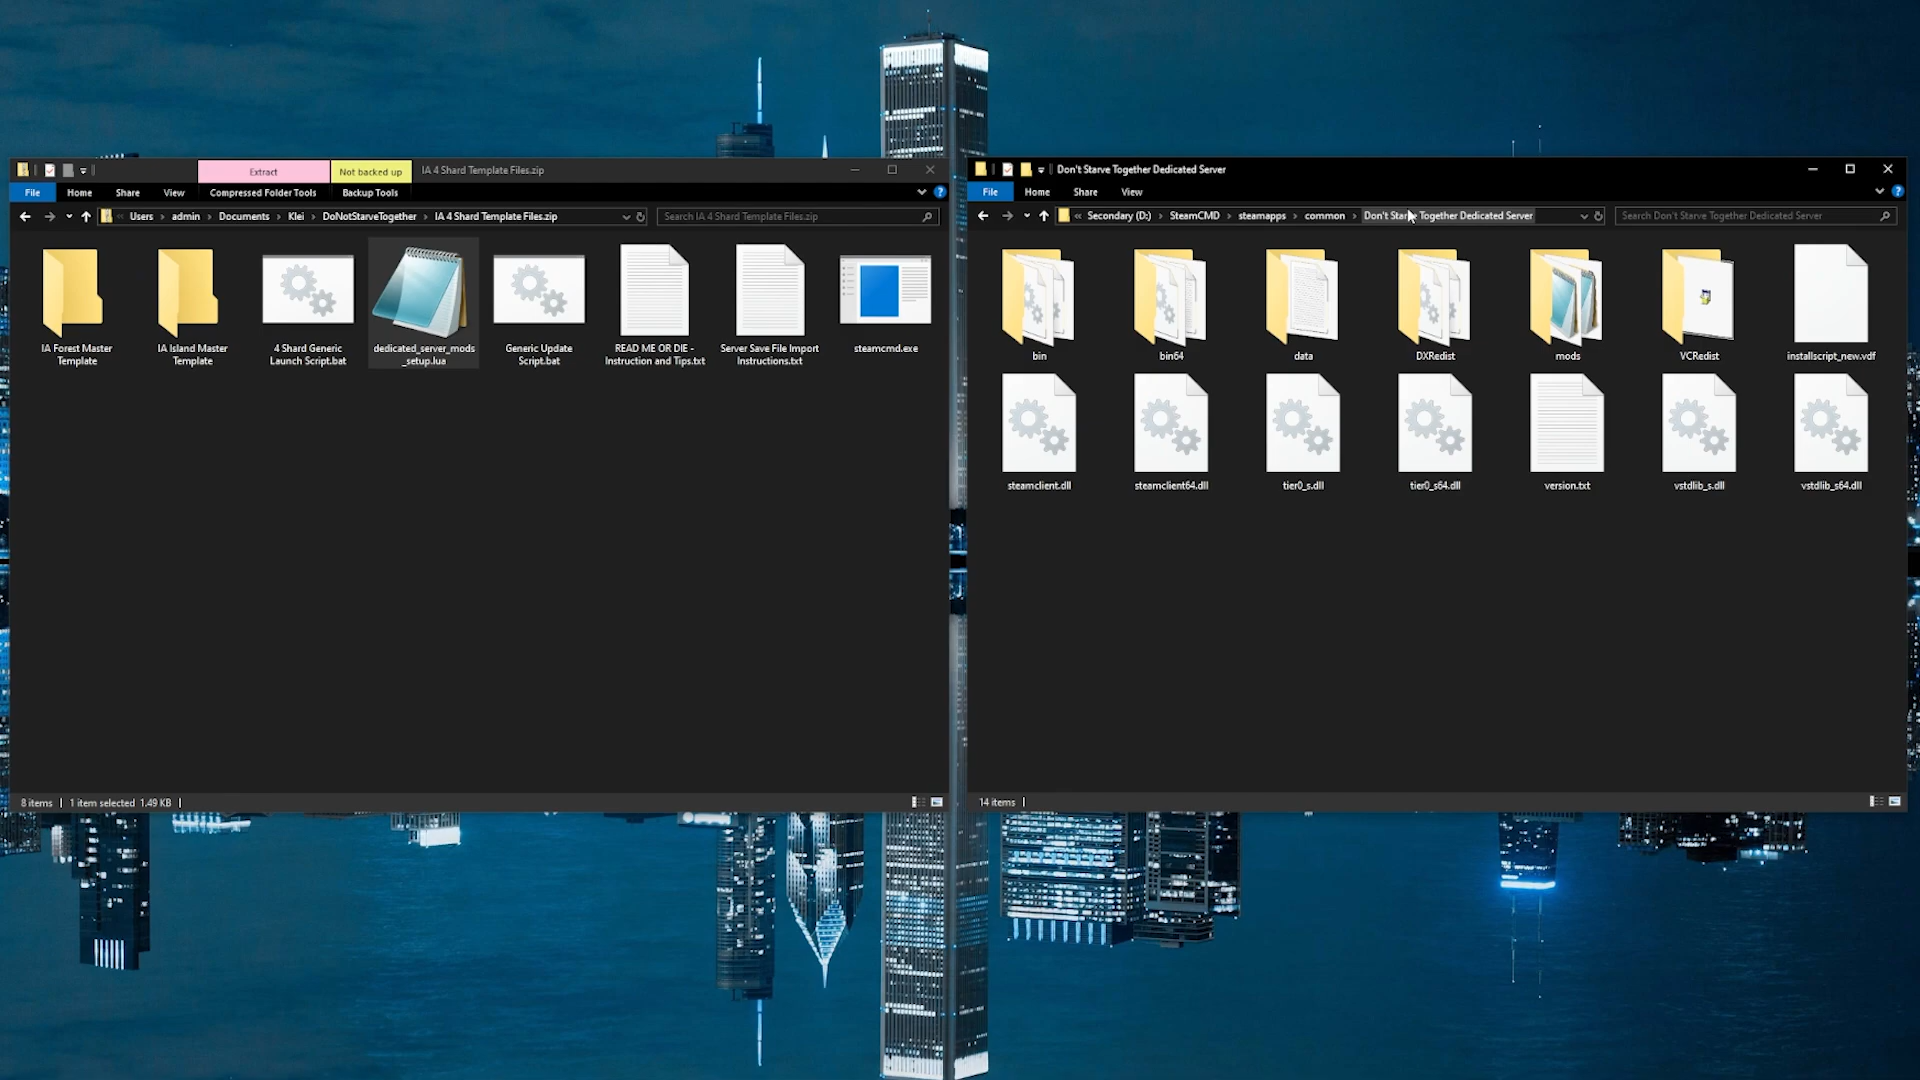 Extract
Not backed up
IA 4 Shard Template Files.zip
File
Home
Share
View
Compressed Folder Tools
Backup Tools
Users
admin
Documents
Klei
DoNotStarveTogether
IA 4 Shard Template Files.zip
Search IA 4 Shard Template Files.zip
IA Forest Master
Template
IA Island Master
Template
4 Shard Generic
Launch Script.bat
dedicated_server_mods
_setup.lua
Generic Update
Script.bat
READ ME OR DIE -
Instruction and Tips.txt
Server Save File Import
Instructions.txt
steamcmd.exe
8 items
1 item selected 1.49 KB
Don't Starve Together Dedicated Server
File
Home
Share
View
Secondary (D:)
SteamCMD
steamapps
common
Don't Starve Together Dedicated Server
Search Don't Starve Together Dedicated Server
bin
bin64
data
DXRedist
mods
VCRedist
installscript_new.vdf
steamclient.dll
steamclient64.dll
tier0_s.dll
tier0_s64.dll
version.txt
vstdlib_s.dll
vstdlib_s64.dll
14 items